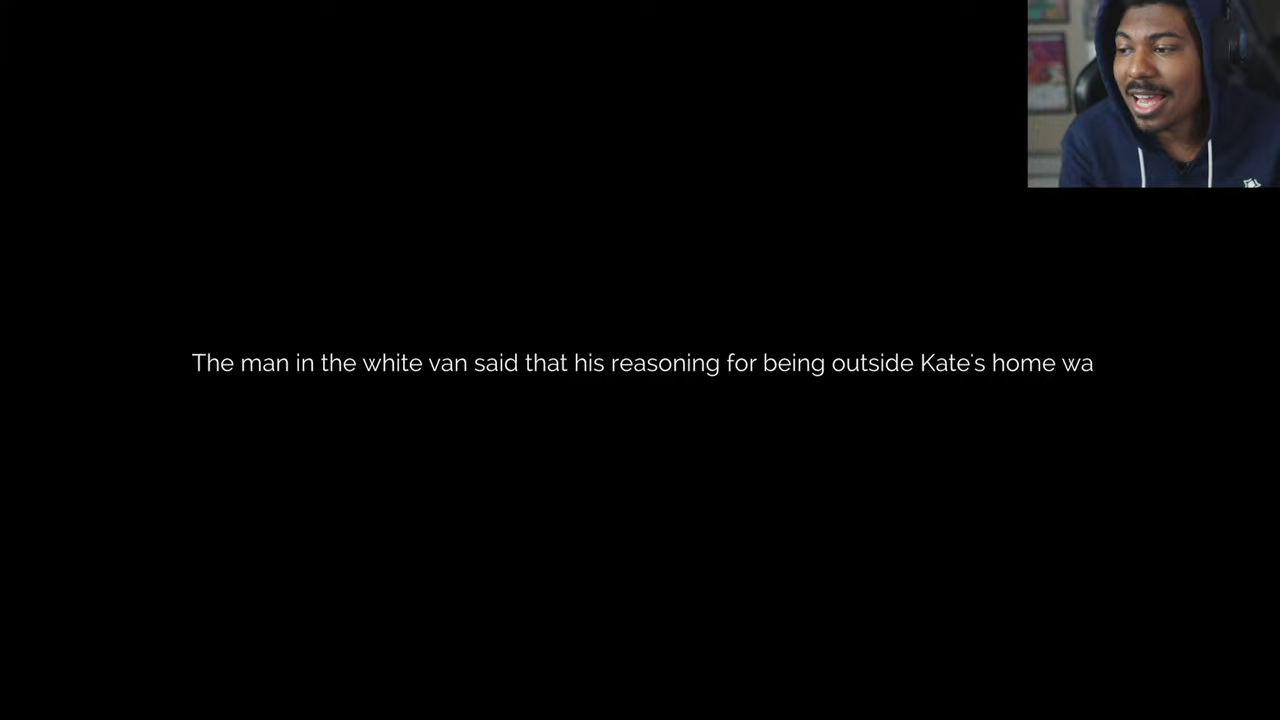 The man in the white van said that his reasoning for being outside Kate's home wa